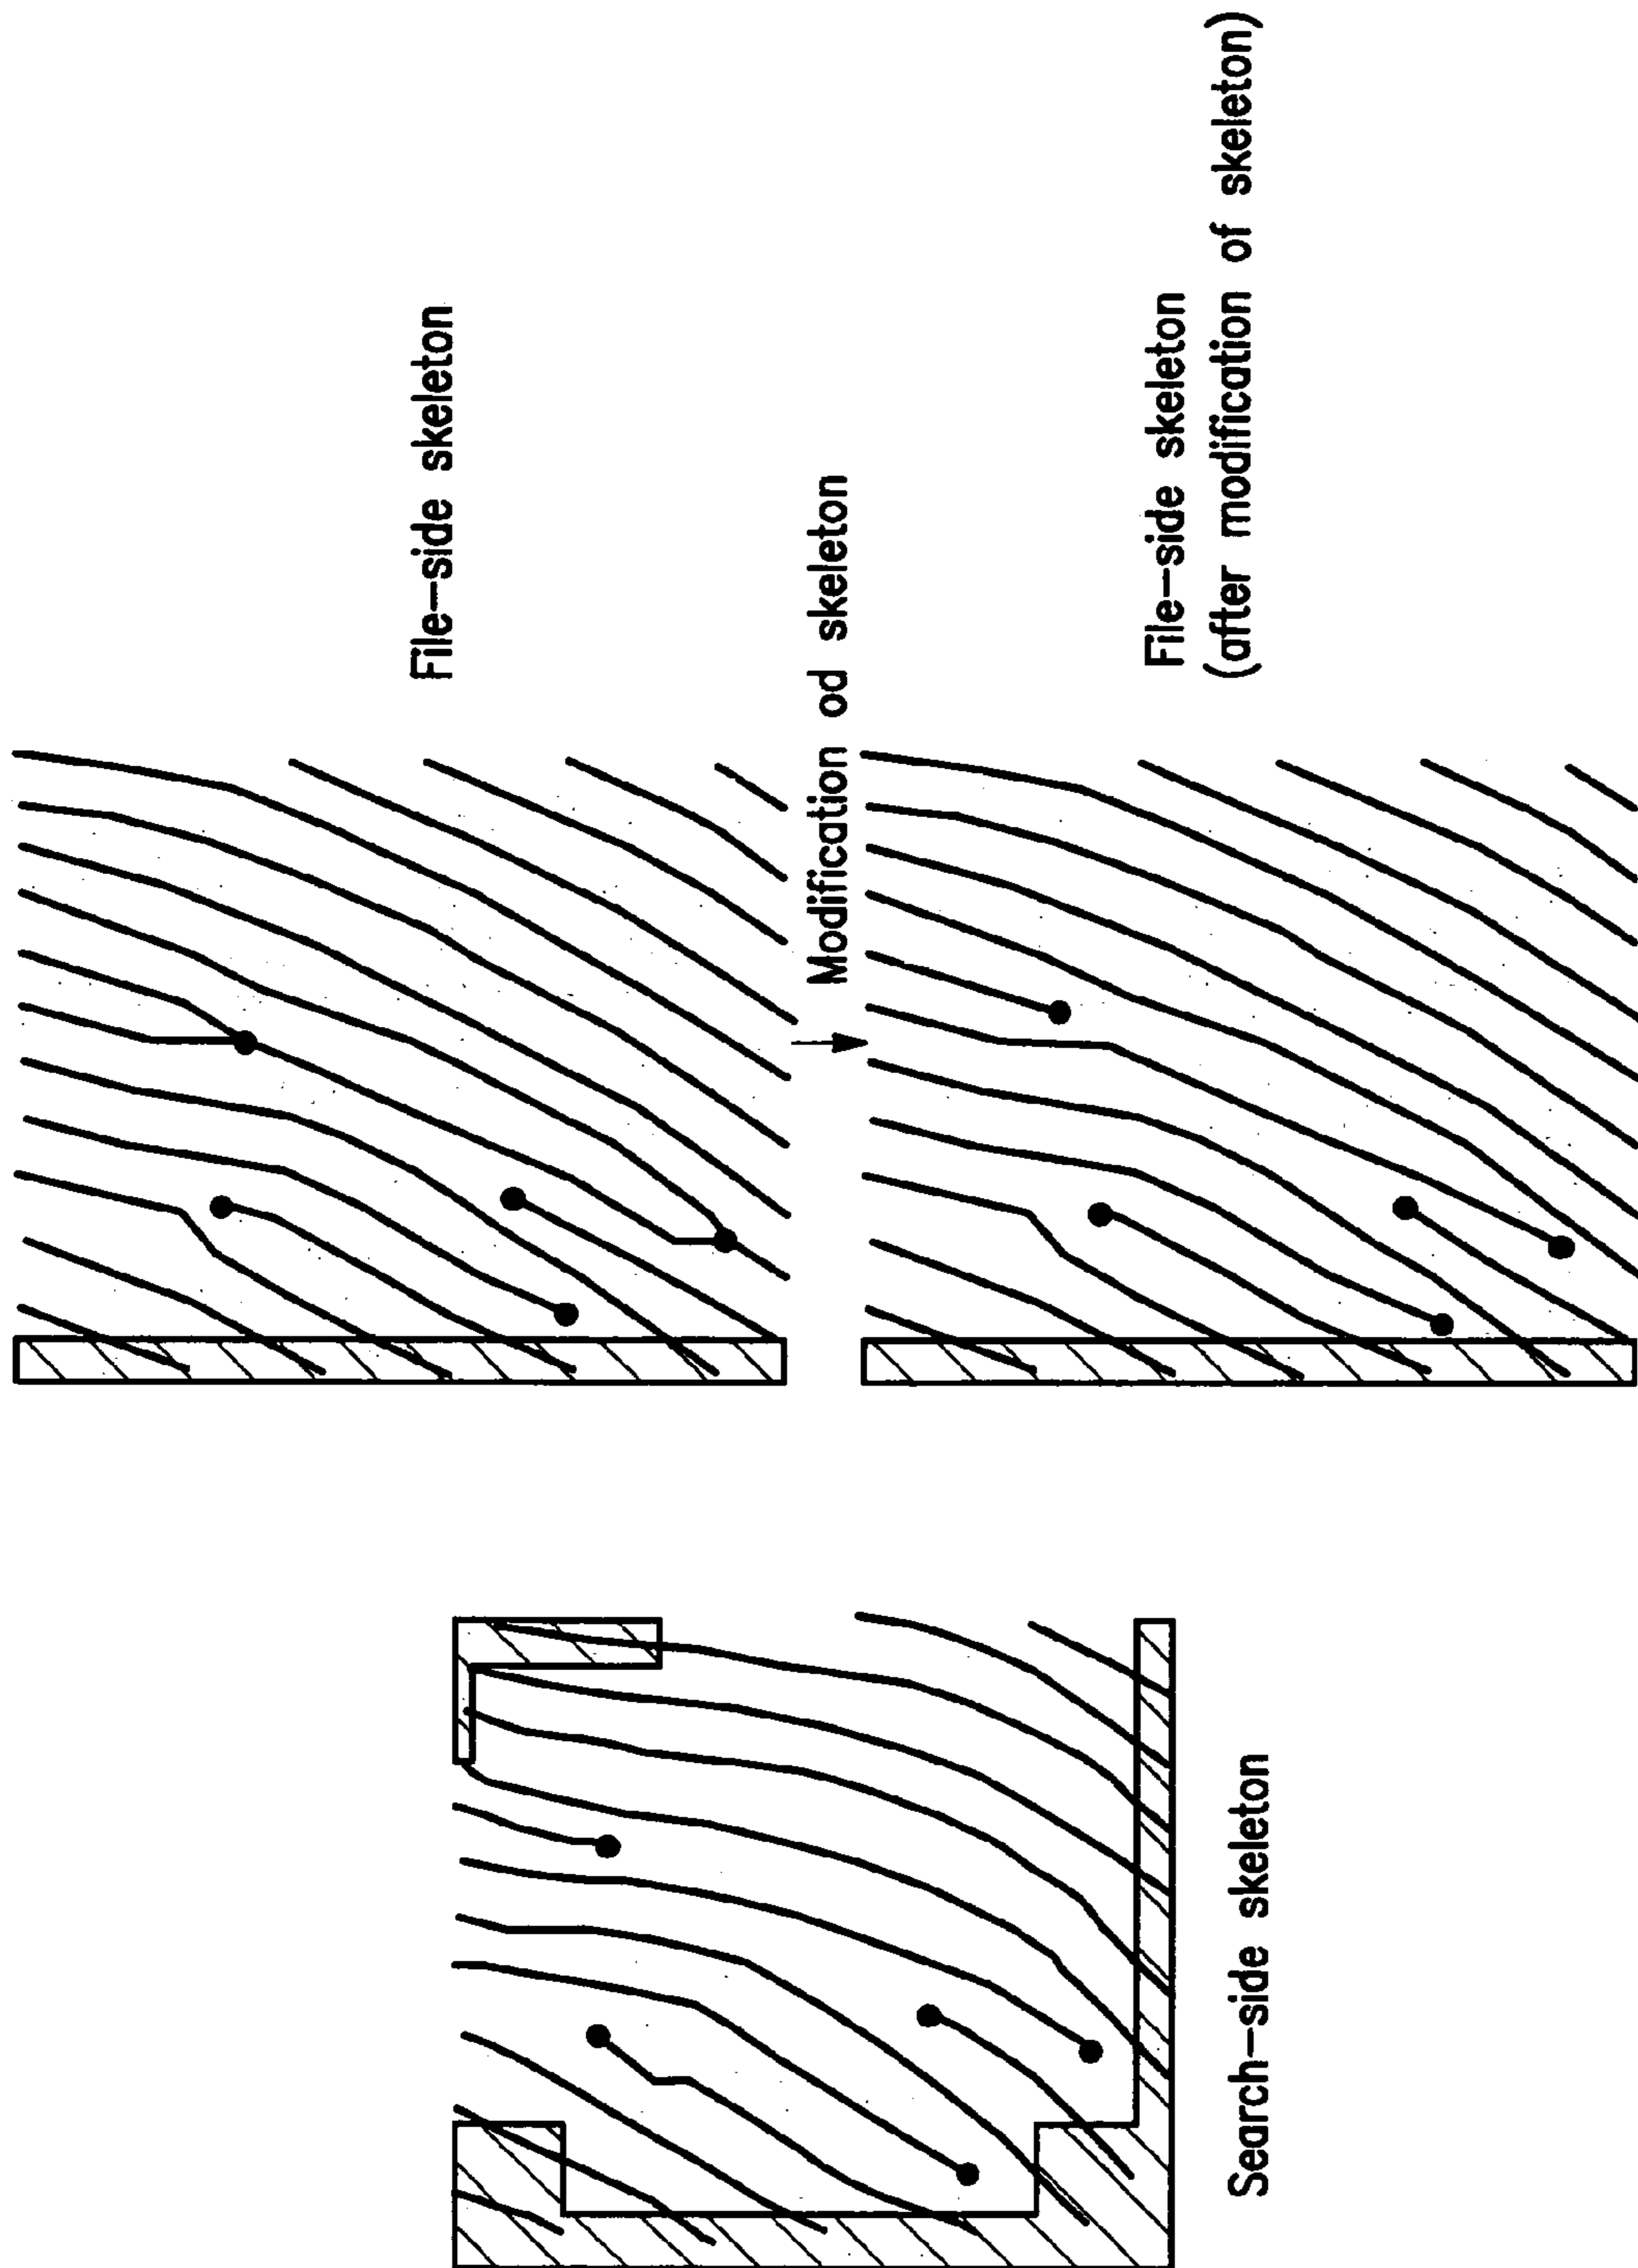 File-side skeleton
Modification od skeleton
File-side skeleton
(after modification of skeleton)
Search-side skeleton